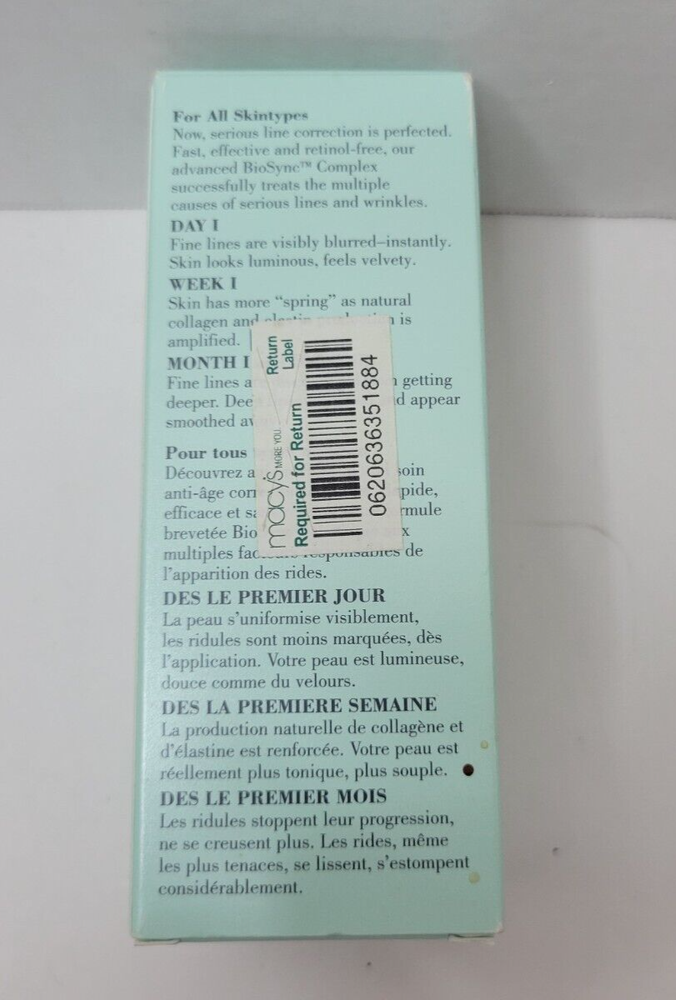 For All Skintypes
Now, serious line correction is perfected.
Fast, effective and retinol-free, our
advanced BioSync™ Complex
successfully treats the multiple
causes of serious lines and wrinkles.
DAY I
Fine lines are visibly blurred–instantly.
Skin looks luminous, feels velvety.
WEEK I
Skin has more “spring” as natural
collagen and elastin is
amplified.
MONTH I
Fine lines a getting
deeper. Dee d appear
smoothed
Pour tous
Découvrez a soin
anti-âge
efficace et
brevetée Bio x
multiples responsables de
l’apparition des rides.
DES LE PREMIER JOUR
La peau s’uniformise visiblement,
les ridules sont moins marquées, dès
l’application. Votre peau est lumineuse,
douce comme du velours.
DES LA PREMIERE SEMAINE
La production naturelle de collagène et
d’élastine est renforcée. Votre peau est
réellement plus tonique, plus souple.
DES LE PREMIER MOIS
Les ridules stoppent leur progression,
ne se creusent plus. Les rides, même
les plus tenaces, se lissent, s’estompent
considérablement.
macy's MORE YOU.
Return
Label
Required for Return
0620636351884